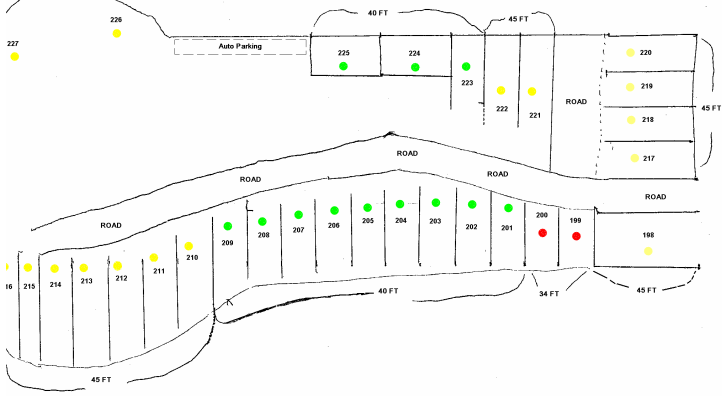 40 FT
45 FT
226
227
Auto Parking
225
224
223
222
221
ROAD
220
219
218
217
45 FT
ROAD
ROAD
ROAD
ROAD
ROAD
209
208
207
206
205
204
203
202
201
200
199
198
16
215
214
213
212
211
210
40 FT
34 FT
45 FT
45 FT